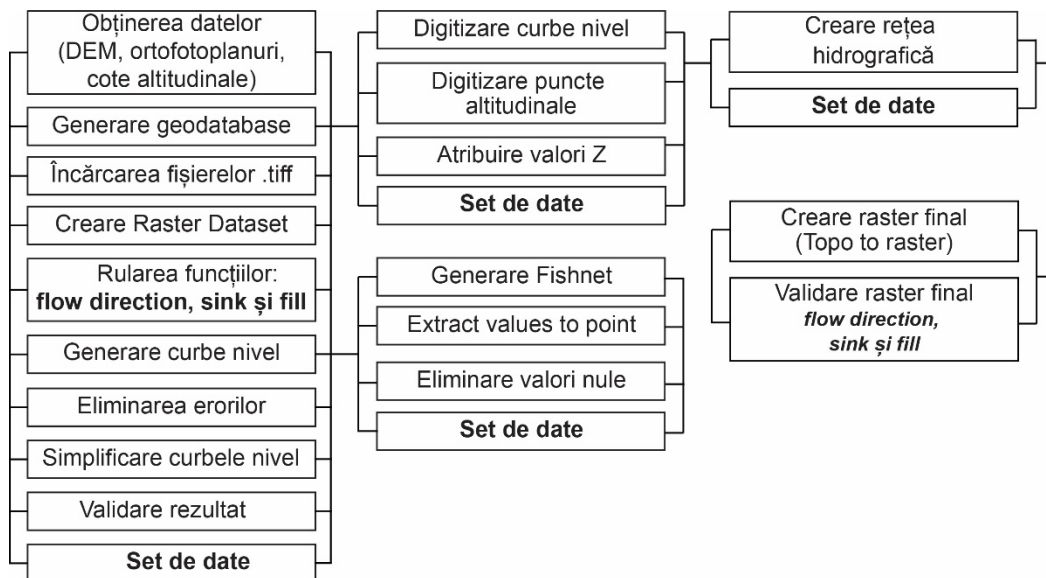 Obținerea datelor
(DEM, ortofotoplanuri,
cote altitudinale)
Generare geodatabase
Încărcarea fișierelor .tiff
Creare Raster Dataset
Rularea funcțiilor:
flow direction, sink și fill
Generare curbe nivel
Eliminarea erorilor
Simplificare curbele nivel
Validare rezultat
Set de date
Digitizare curbe nivel
Digitizare puncte
altitudinale
Atribuire valori Z
Set de date
Generare Fishnet
Extract values to point
Eliminare valori nule
Set de date
Creare rețea
hidrografică
Set de date
Creare raster final
(Topo to raster)
Validare raster final
flow direction,
sink și fill